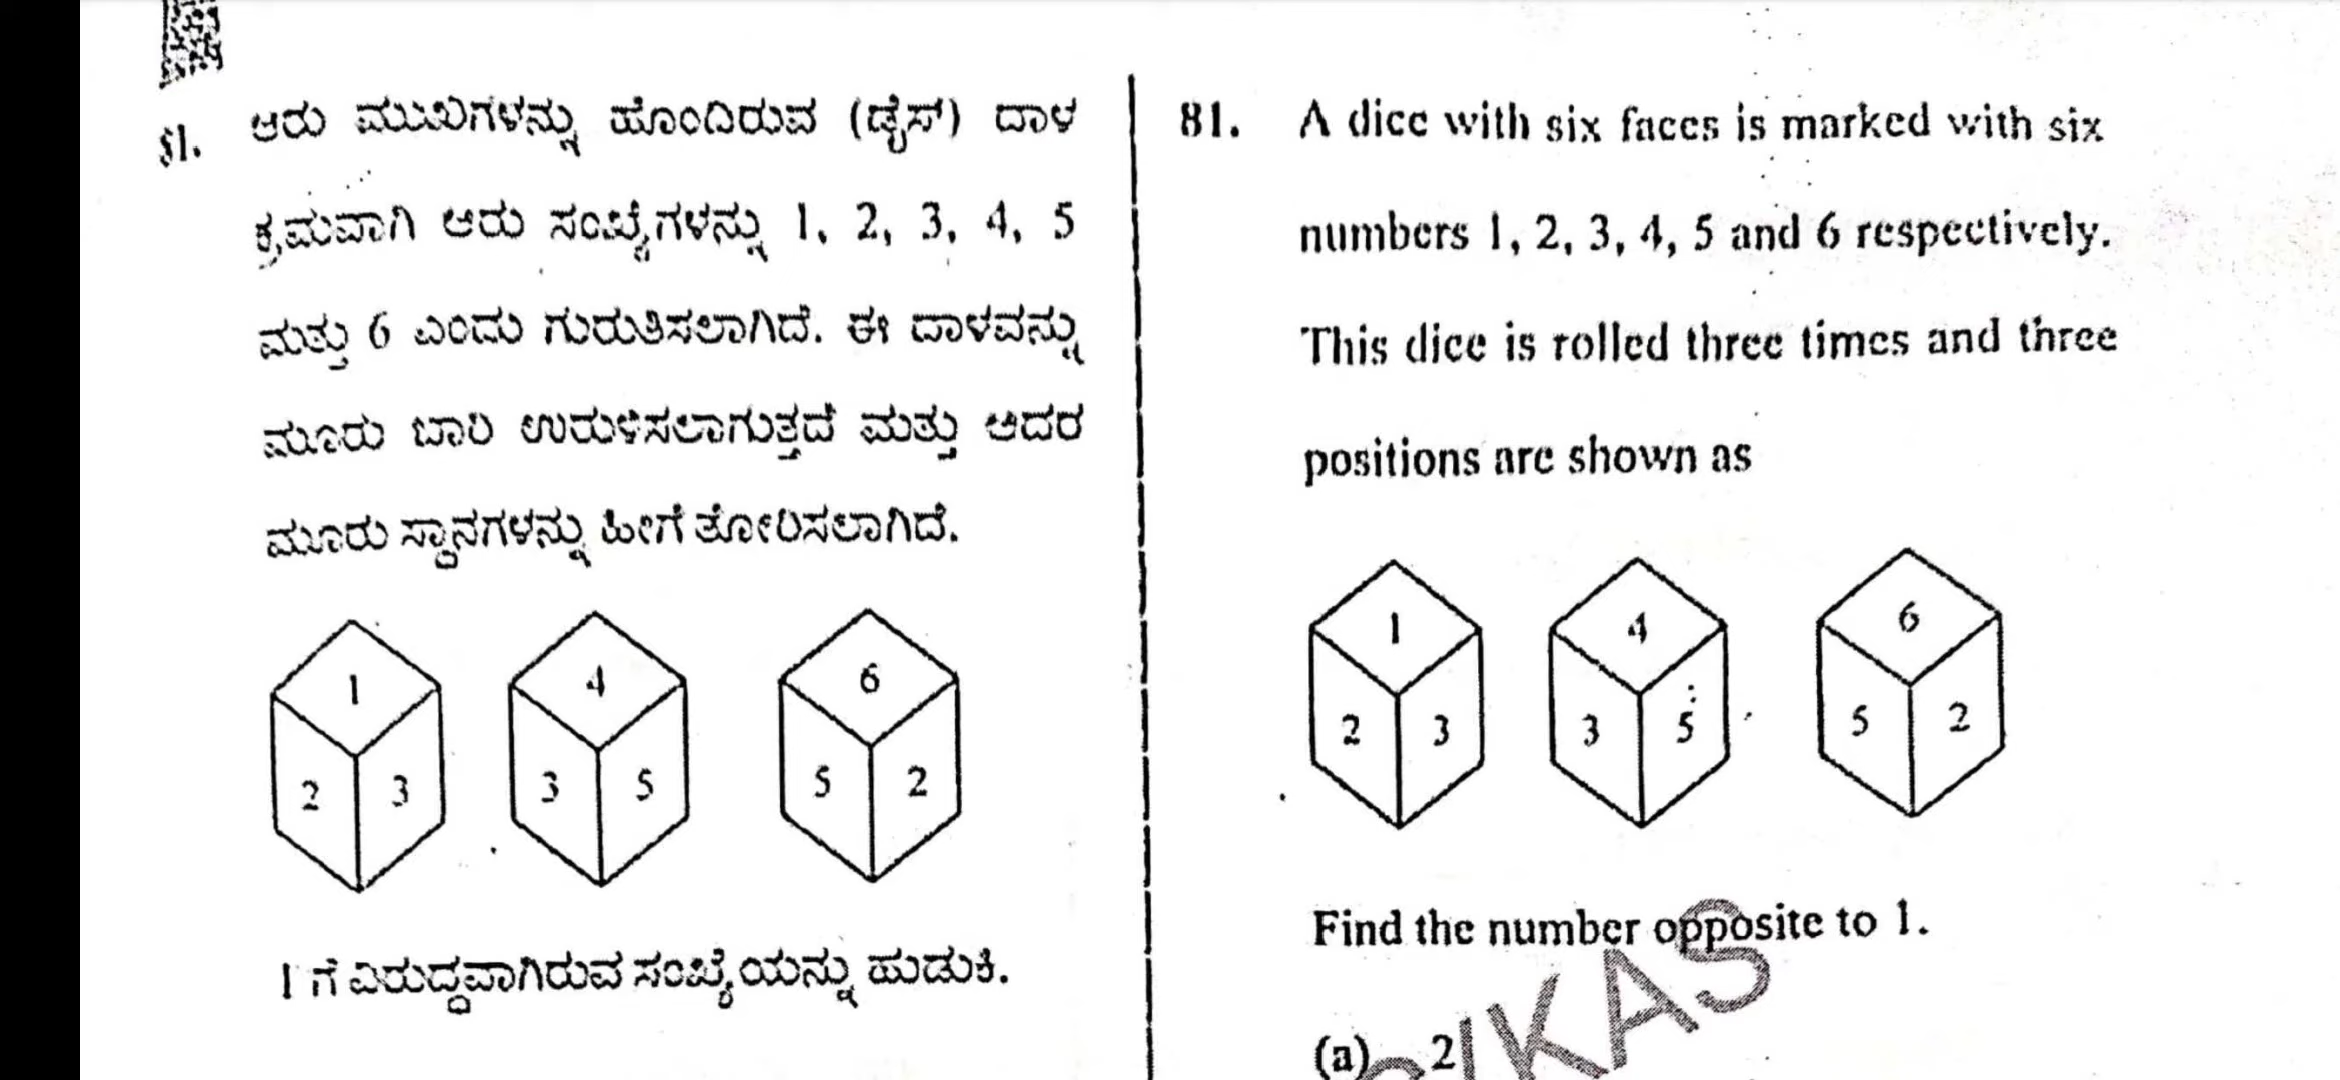 81.
ಆರು ಮುಖಗಳನ್ನು ಹೊಂದಿರುವ (ಡೈಸ್) ದಾಳ
ಕ್ರಮವಾಗಿ ಆರು ಸಂಖ್ಯೆಗಳನ್ನು 1, 2, 3, 4, 5
ಮತ್ತು 6 ಎಂದು ಗುರುತಿಸಲಾಗಿದೆ. ಈ ದಾಳವನ್ನು
ಮೂರು ಬಾರಿ ಉರುಳಿಸಲಾಗುತ್ತದೆ ಮತ್ತು ಆದರ
ಮೂರು ಸ್ಥಾನಗಳನ್ನು ಹೀಗೆ ತೋರಿಸಲಾಗಿದೆ.
1 4 6
2 3 3 5 5 2
1 ಗೆ ವಿರುದ್ಧವಾಗಿರುವ ಸಂಖ್ಯೆಯನ್ನು ಹುಡುಕಿ.
81. A dice with six faces is marked with six
numbers 1, 2, 3, 4, 5 and 6 respectively.
This dice is rolled three times and three
positions are shown as
1 4 6
2 3 3 5 5 2
Find the number opposite to 1.
(a) 2